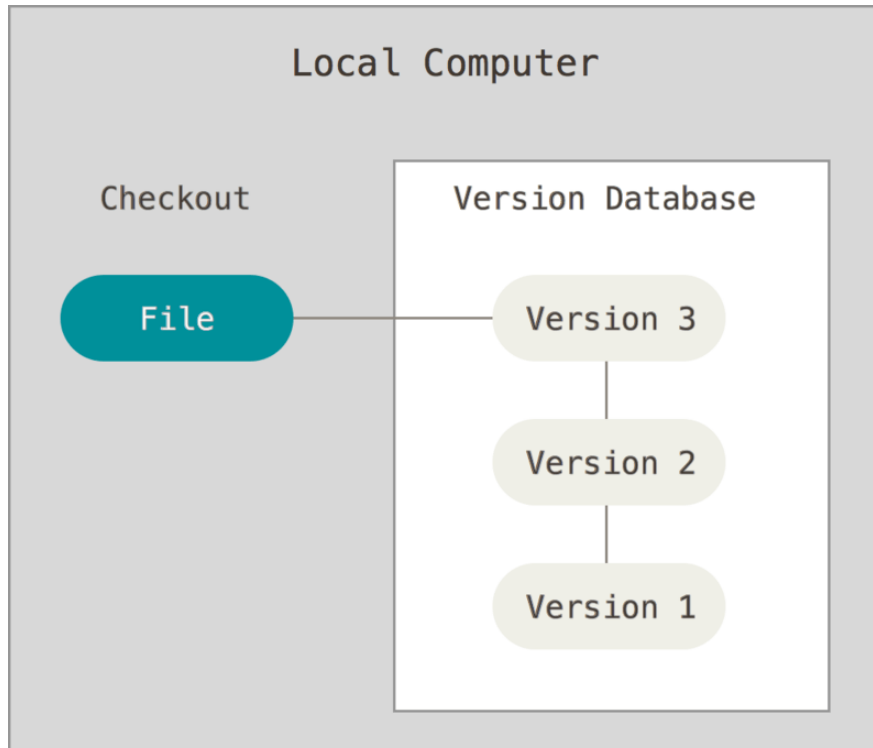 Local Computer
Checkout
Version Database
File
Version 3
Version 2
Version 1